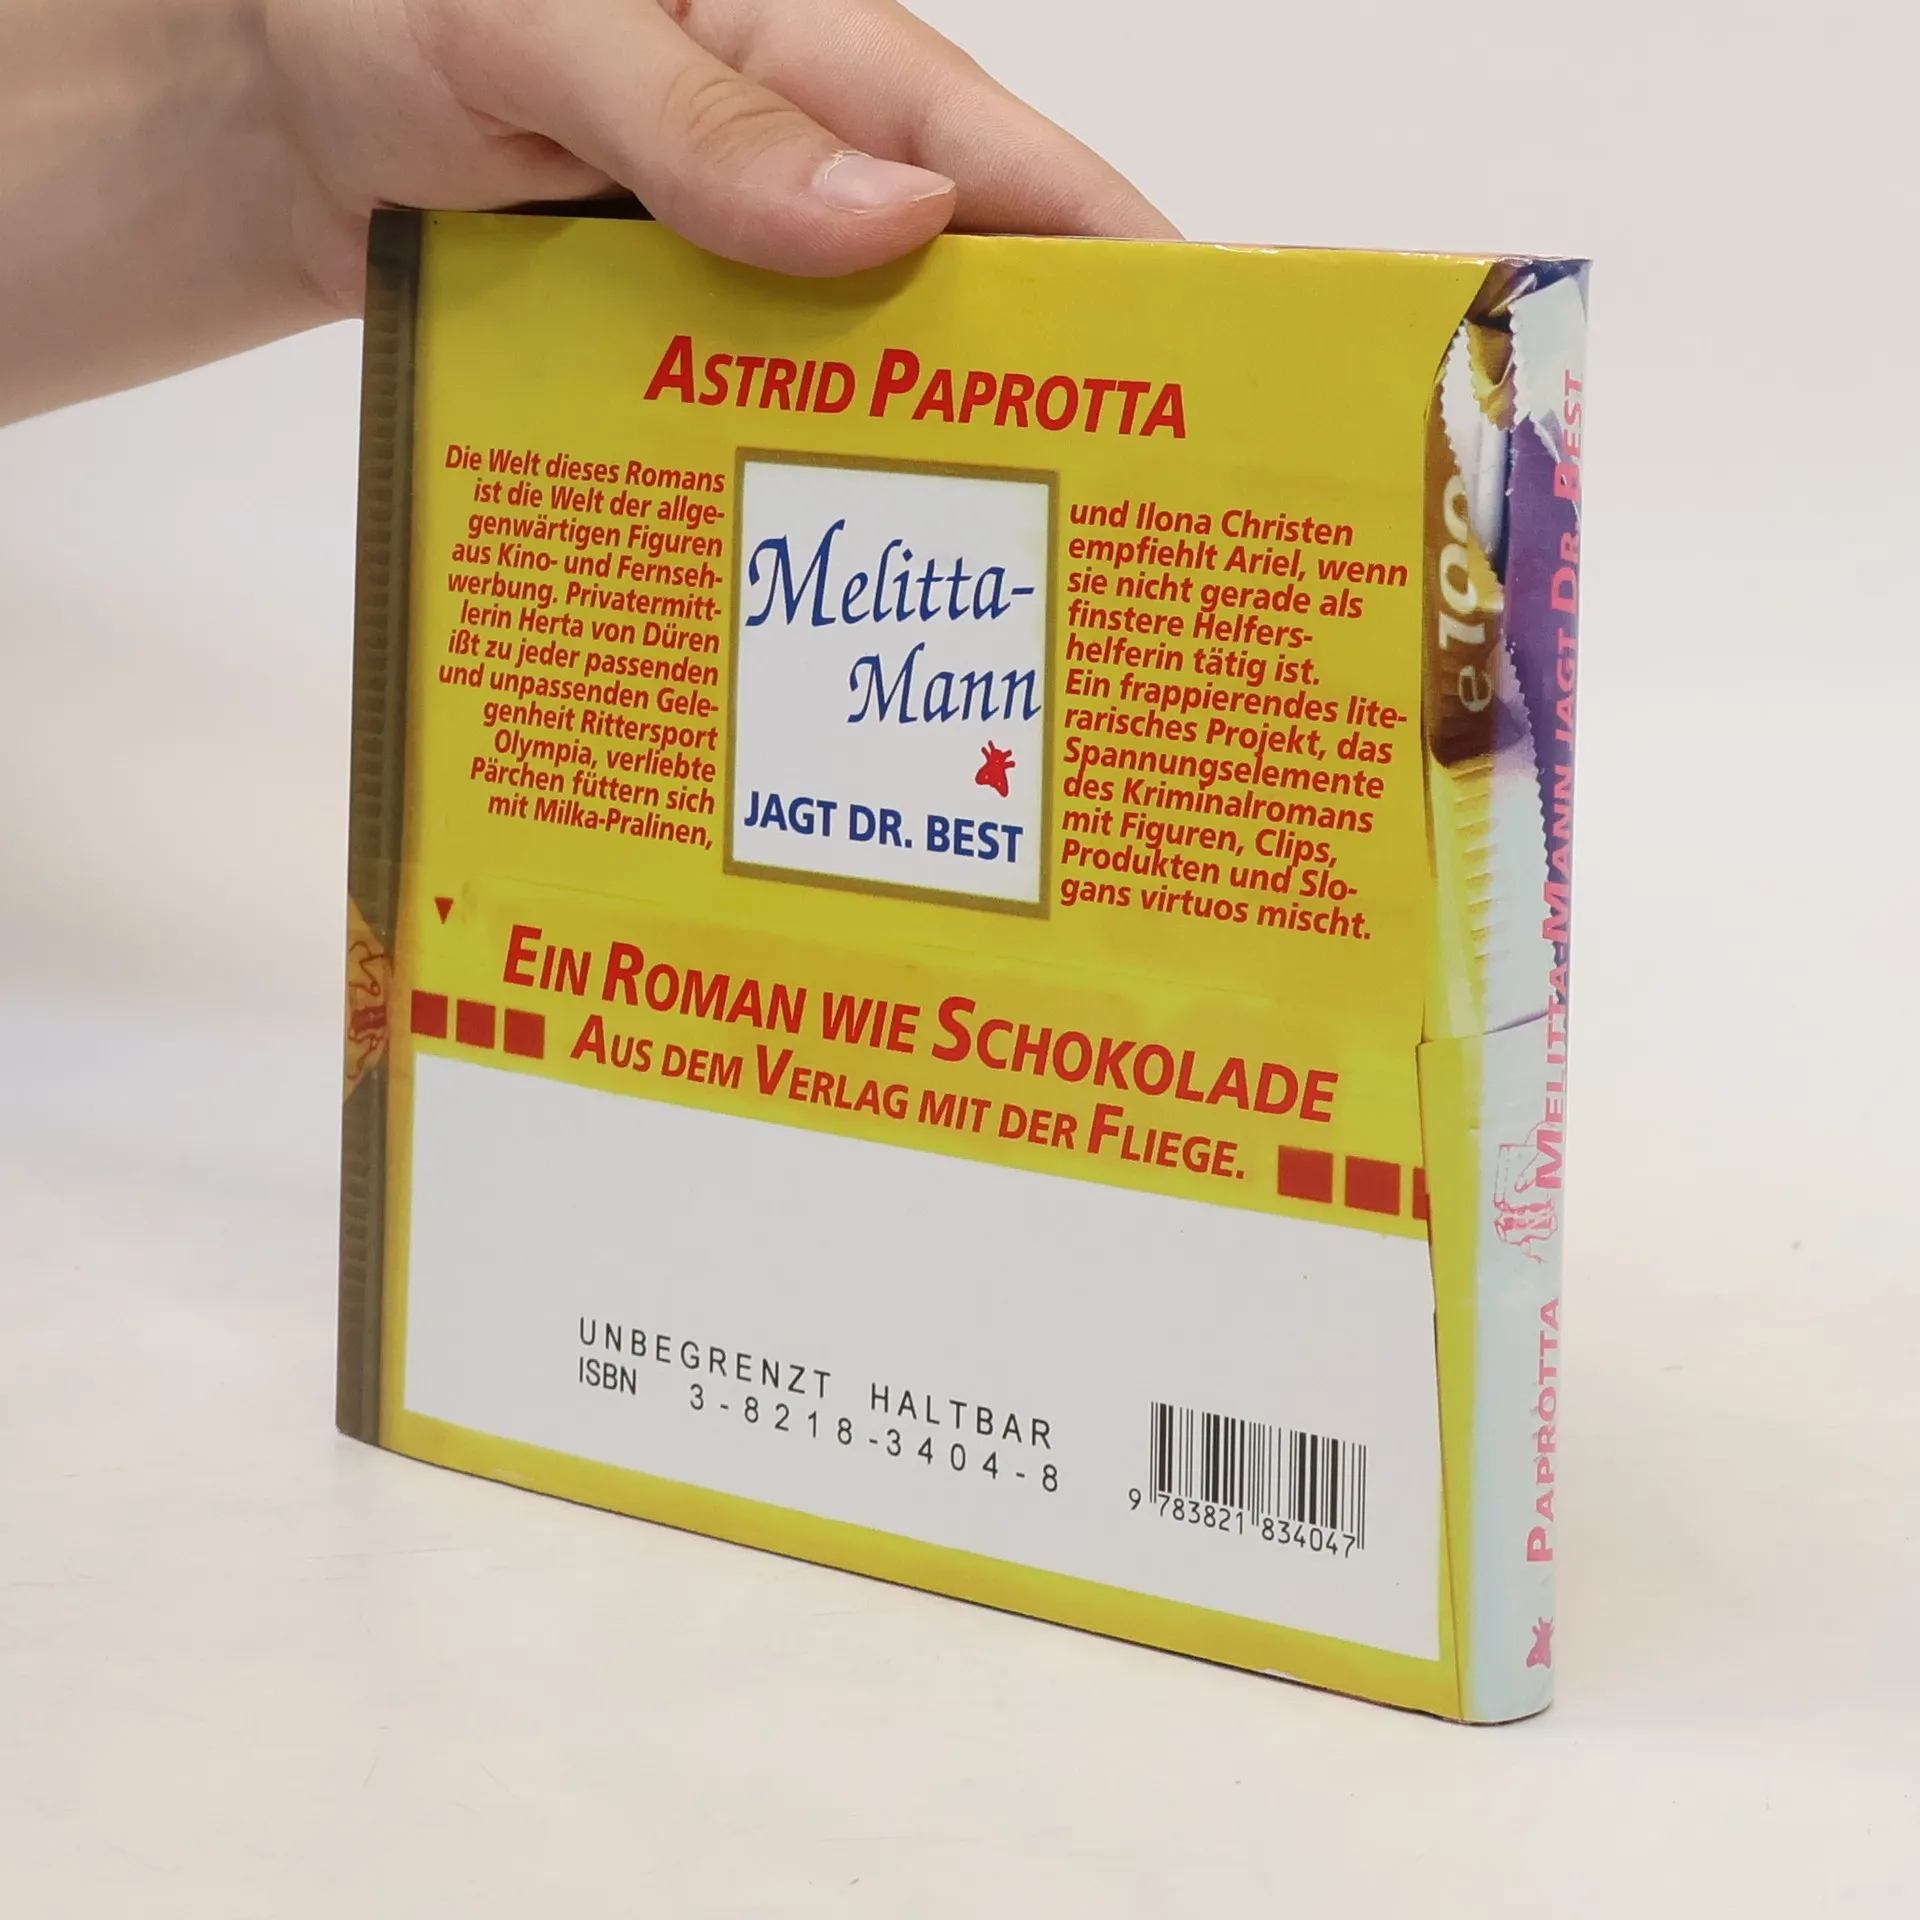 ASTRID PAPROTTA
Die Welt dieses Romans
ist die Welt der allge-
genwärtigen Figuren
aus Kino- und Fernseh-
werbung. Privatermitt-
lerin Herta von Düren
ißt zu jeder passenden
und unpassenden Gele-
genheit Rittersport
Olympia, verliebte
Pärchen füttern sich
mit Milka-Pralinen,
Melitta-
Mann
JAGT DR. BEST
und Ilona Christen
empfiehlt Ariel, wenn
sie nicht gerade als
finstere Helfers-
helferin tätig ist.
Ein frappierendes lite-
rarisches Projekt, das
Spannungselemente
des Kriminalromans
mit Figuren, Clips,
Produkten und Slo-
gans virtuos mischt.
EIN ROMAN WIE SCHOKOLADE
AUS DEM VERLAG MIT DER FLIEGE.
UNBEGRENZT HALTBAR
ISBN 3-8218-3404-8
9 783821 834047
e 100
PAPROTTA MELITTA-MANN JAGT DR. BEST